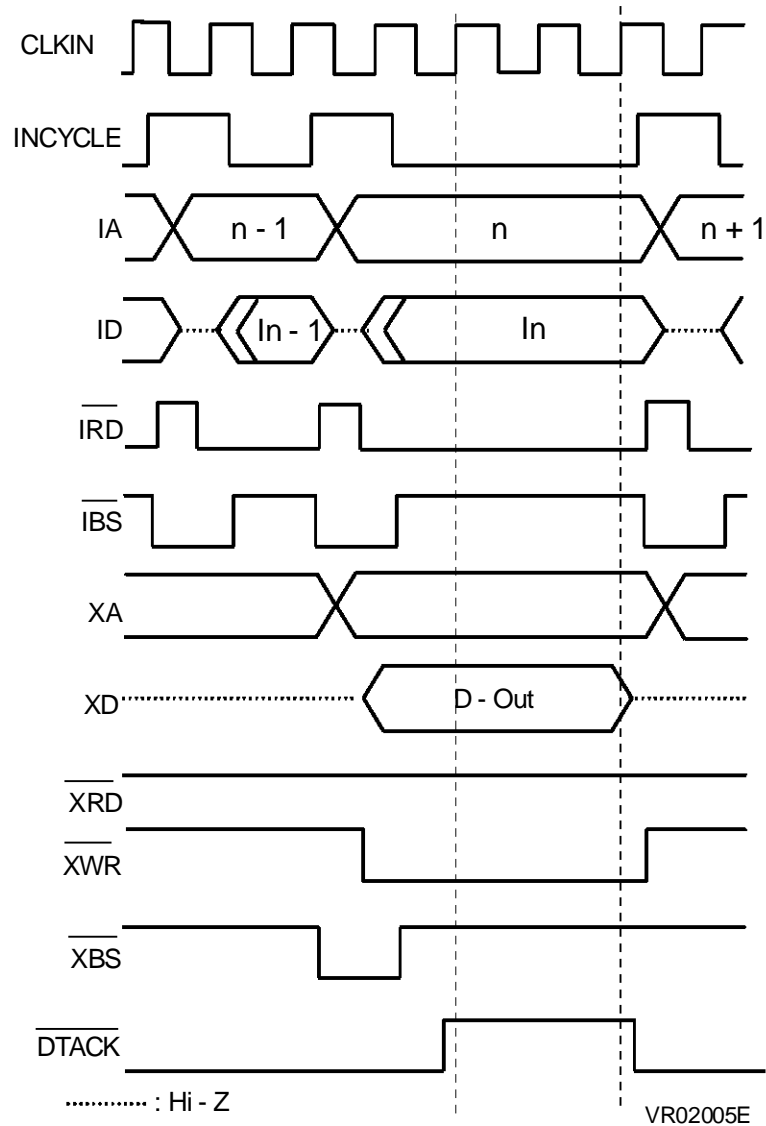 CLKIN
INCYCLE
IA n - 1 n n + 1
ID In - 1 In
IRD
IBS
XA
XD D - Out
XRD
XWR
XBS
DTACK
: Hi - Z
VR02005E